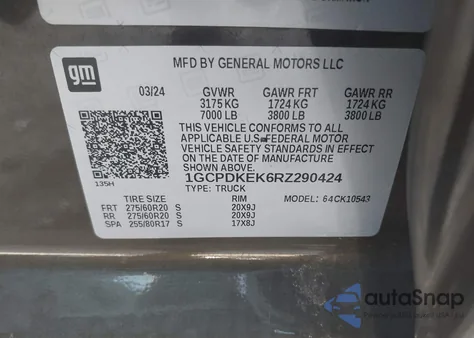 gm
MFD BY GENERAL MOTORS LLC
03/24 GVWR GAWR FRT GAWR RR
3175 KG 1724 KG 1724 KG
7000 LB 3800 LB 3800 LB
THIS VEHICLE CONFORMS TO ALL
APPLICABLE U.S. FEDERAL MOTOR
VEHICLE SAFETY STANDARDS IN EFFECT
ON THE DATE OF MANUFACTURE
SHOWN ABOVE.
1GCPDKEK6RZ290424
135H
TYPE: TRUCK
TIRE SIZE RIM MODEL: 64CK10543
FRT 275/60R20 S 20X9J
RR 275/60R20 S 20X9J
SPA 255/80R17 S 17X8J
autoSnap